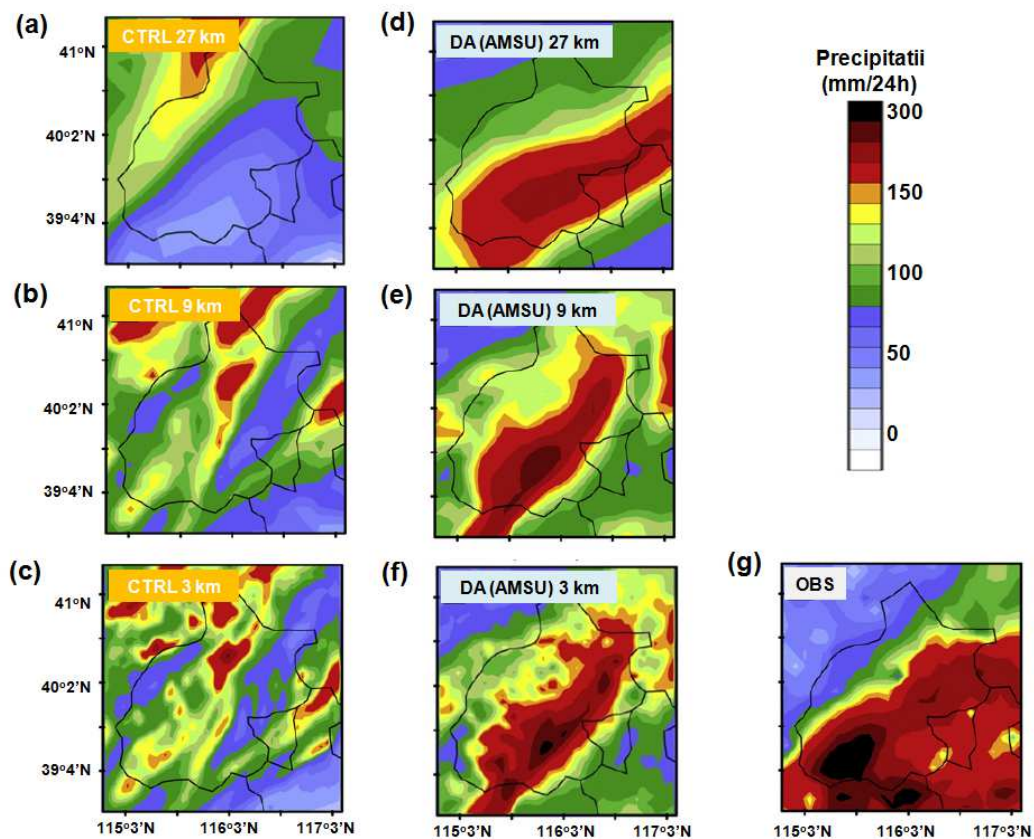 (a)
CTRL 27 km
(d)
DA (AMSU) 27 km
Precipitatii
(mm/24h)
41°N
40°2'N
39°4'N
300
150
100
50
0
(b)
CTRL 9 km
(e)
DA (AMSU) 9 km
41°N
40°2'N
39°4'N
(c)
CTRL 3 km
(f)
DA (AMSU) 3 km
(g)
OBS
41°N
40°2'N
39°4'N
115°3'N 116°3'N 117°3'N
115°3'N 116°3'N 117°3'N
115°3'N 116°3'N 117°3'N